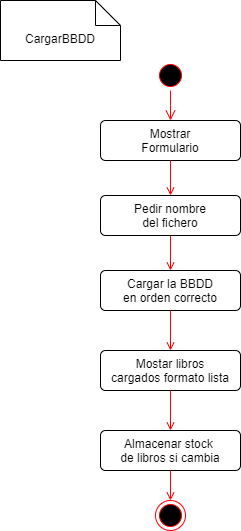 CargarBBDD
Mostrar
Formulario
Pedir nombre
del fichero
Cargar la BBDD
en orden correcto
Mostar libros
cargados formato lista
Almacenar stock
de libros si cambia